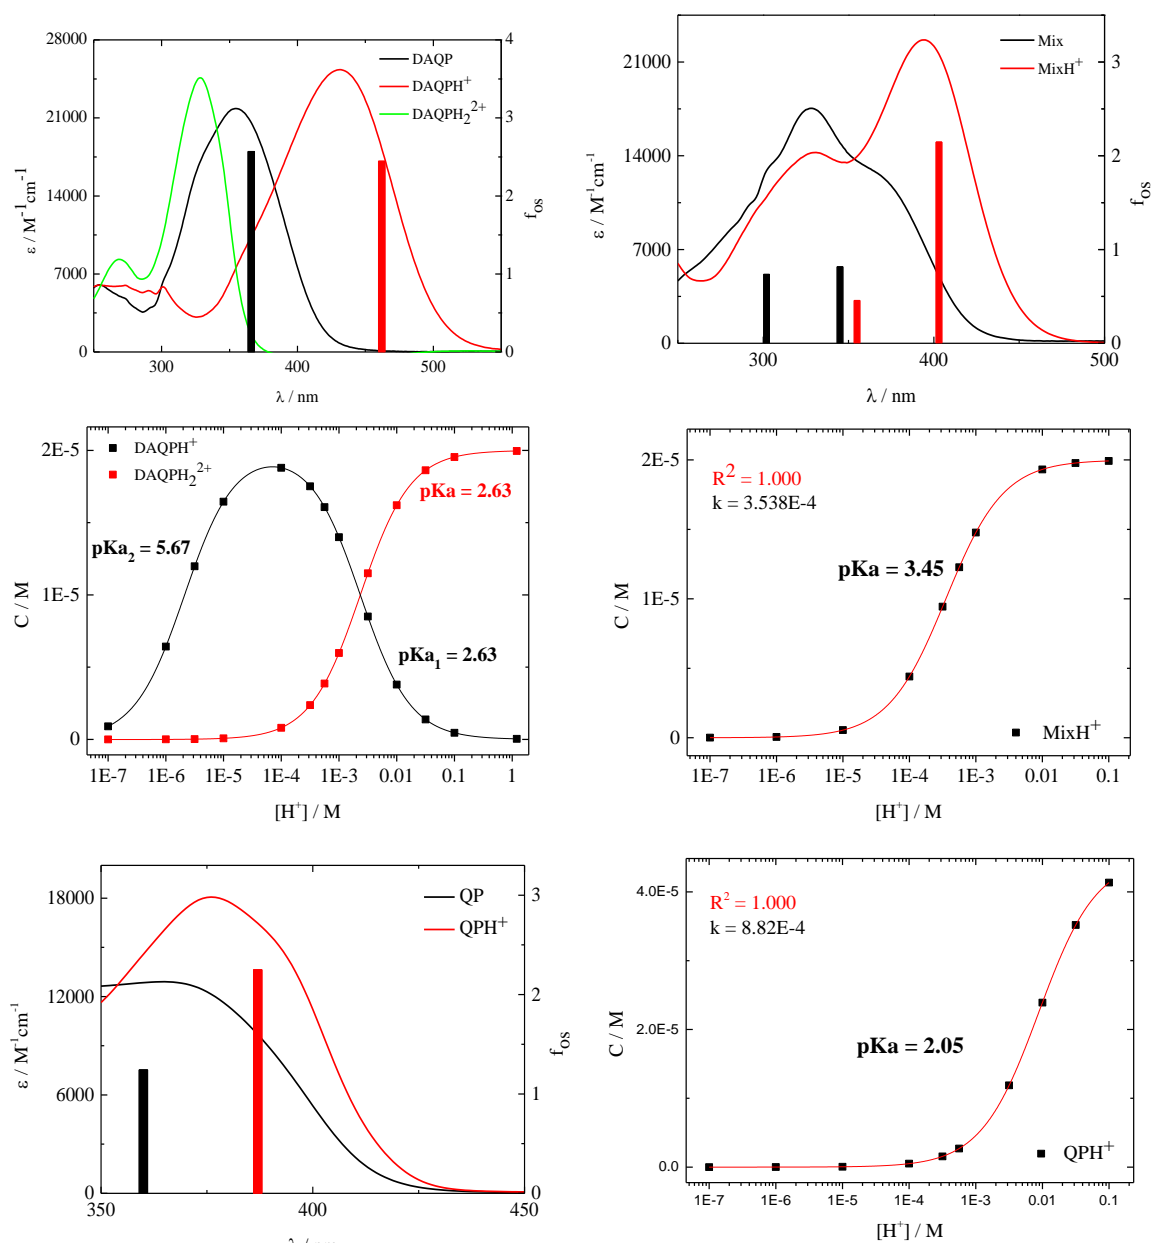 28000
21000
14000
7000
0
ε / M⁻¹cm⁻¹
4
3
2
1
0
f_os
DAQP
DAQPH⁺
DAQPH₂²⁺
300
400
500
λ / nm
21000
14000
7000
0
ε / M⁻¹cm⁻¹
3
2
1
0
f_os
Mix
MixH⁺
300
400
500
λ / nm
2E-5
1E-5
0
C / M
DAQPH⁺
DAQPH₂²⁺
pKa = 2.63
pKa₂ = 5.67
pKa₁ = 2.63
1E-7 1E-6 1E-5 1E-4 1E-3 0.01 0.1 1
[H⁺] / M
2E-5
1E-5
0
C / M
R² = 1.000
k = 3.538E-4
pKa = 3.45
MixH⁺
1E-7 1E-6 1E-5 1E-4 1E-3 0.01 0.1
[H⁺] / M
18000
12000
6000
0
ε / M⁻¹cm⁻¹
3
2
1
0
f_os
QP
QPH⁺
350
400
450
4.0E-5
2.0E-5
0.0
C / M
R² = 1.000
k = 8.82E-4
pKa = 2.05
QPH⁺
1E-7 1E-6 1E-5 1E-4 1E-3 0.01 0.1
[H⁺] / M